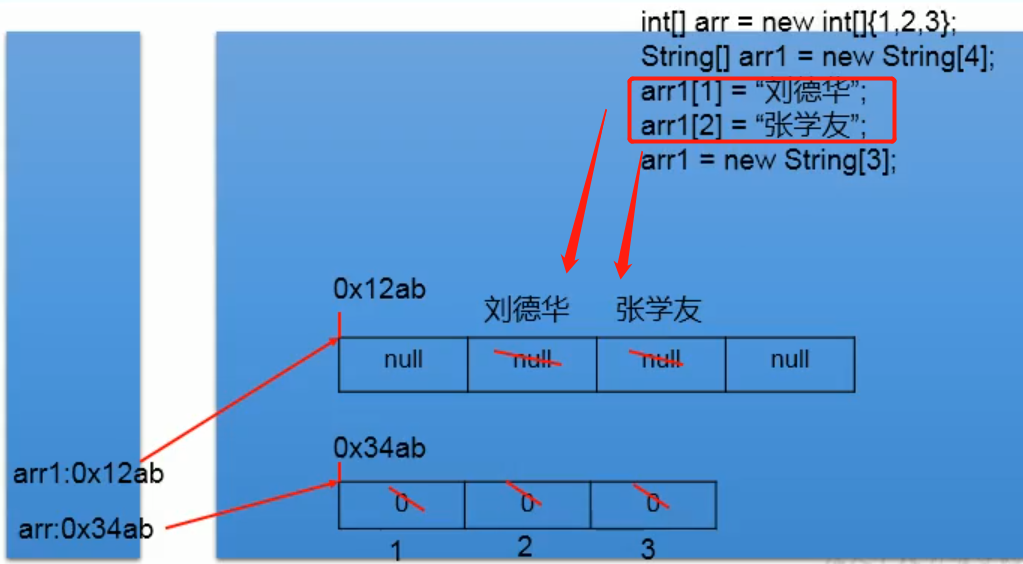 int[] arr = new int[]{1,2,3};
String[] arr1 = new String[4];
arr1[1] = “刘德华”;
arr1[2] = “张学友”;
arr1 = new String[3];
0x12ab
刘德华 张学友
null null null null
0x34ab
arr1:0x12ab
0 0 0
arr:0x34ab
1 2 3